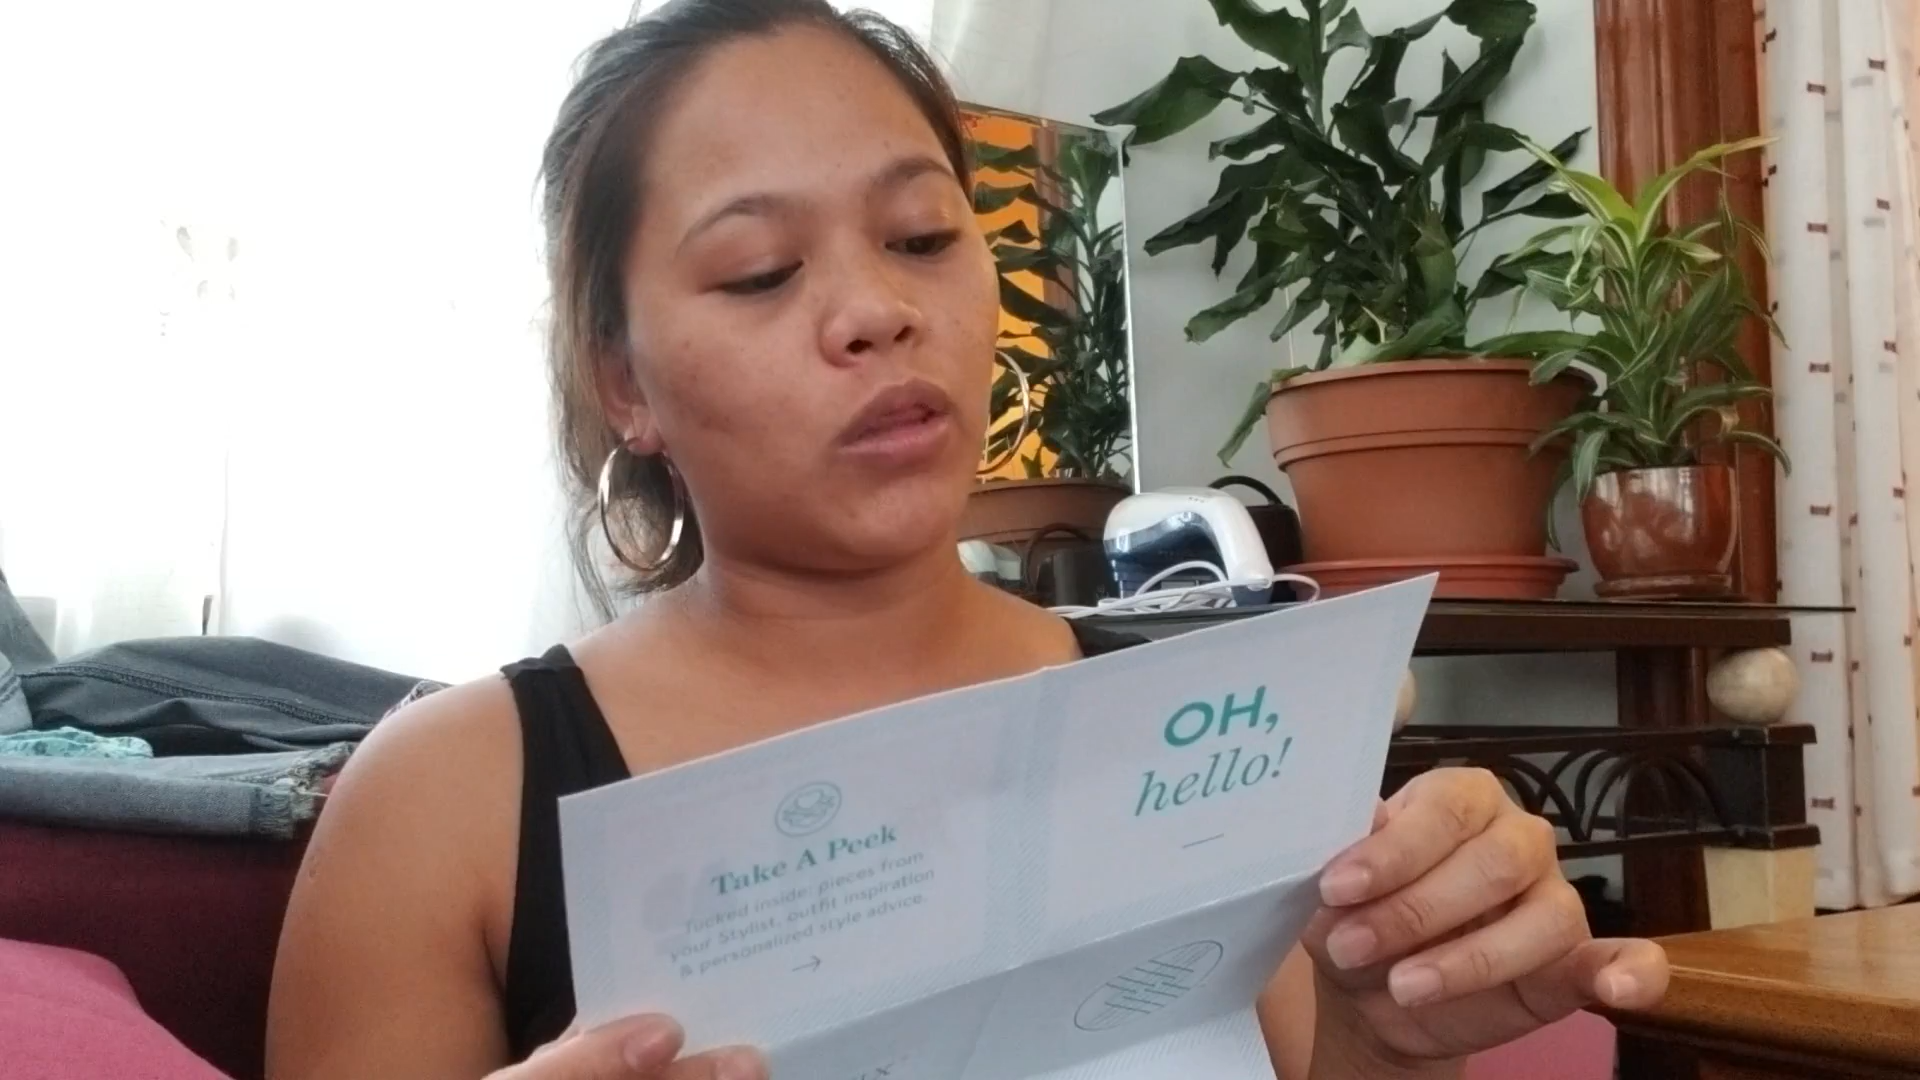 OH,
hello!
Take A Peek
Tucked inside: pieces from
your Stylist, outfit inspiration
& personalized style advice.